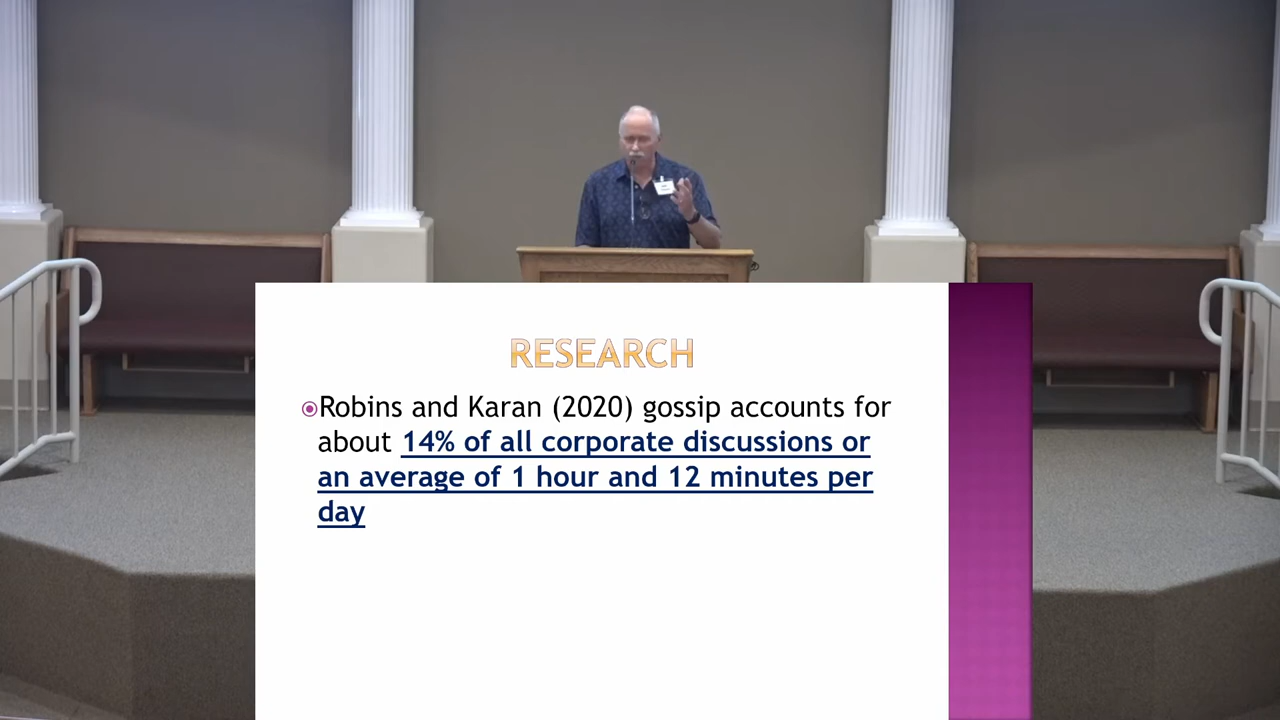 RESEARCH
Robins and Karan (2020) gossip accounts for
about 14% of all corporate discussions or
an average of 1 hour and 12 minutes per
day